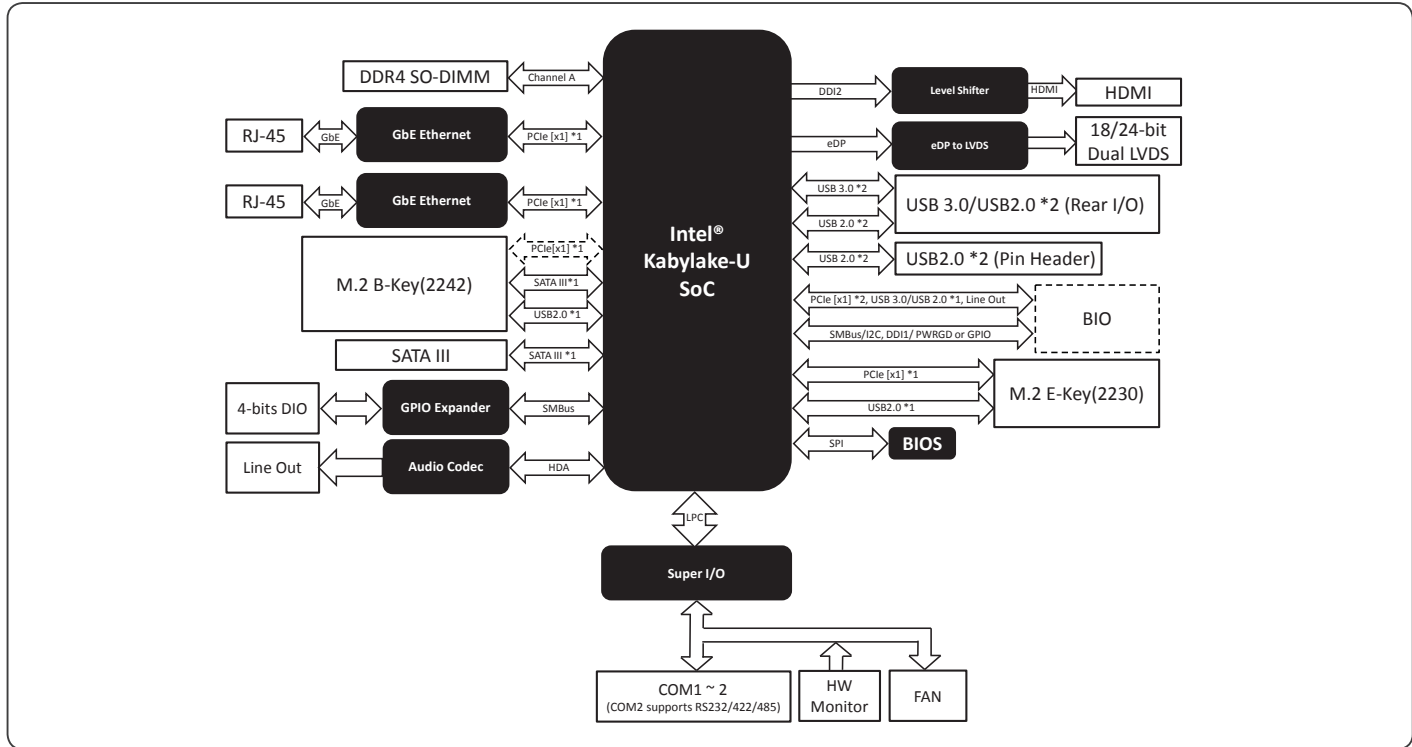 DDR4 SO-DIMM
Channel A
RJ-45
GbE
GbE Ethernet
PCIe [x1] *1
RJ-45
GbE
GbE Ethernet
PCIe [x1] *1
M.2 B-Key(2242)
PCIe[x1] *1
SATA III*1
USB2.0 *1
SATA III
SATA III *1
4-bits DIO
GPIO Expander
SMBus
Line Out
Audio Codec
HDA
Intel®
Kabylake-U
SoC
DDI2
Level Shifter
HDMI
HDMI
eDP
eDP to LVDS
18/24-bit
Dual LVDS
USB 3.0 *2
USB 2.0 *2
USB 3.0/USB2.0 *2 (Rear I/O)
USB 2.0 *2
USB2.0 *2 (Pin Header)
PCIe [x1] *2, USB 3.0/USB 2.0 *1, Line Out
SMBus/I2C, DDI1/ PWRGD or GPIO
BIO
PCIe [x1] *1
USB2.0 *1
M.2 E-Key(2230)
SPI
BIOS
LPC
Super I/O
COM1 ~ 2
(COM2 supports RS232/422/485)
HW
Monitor
FAN